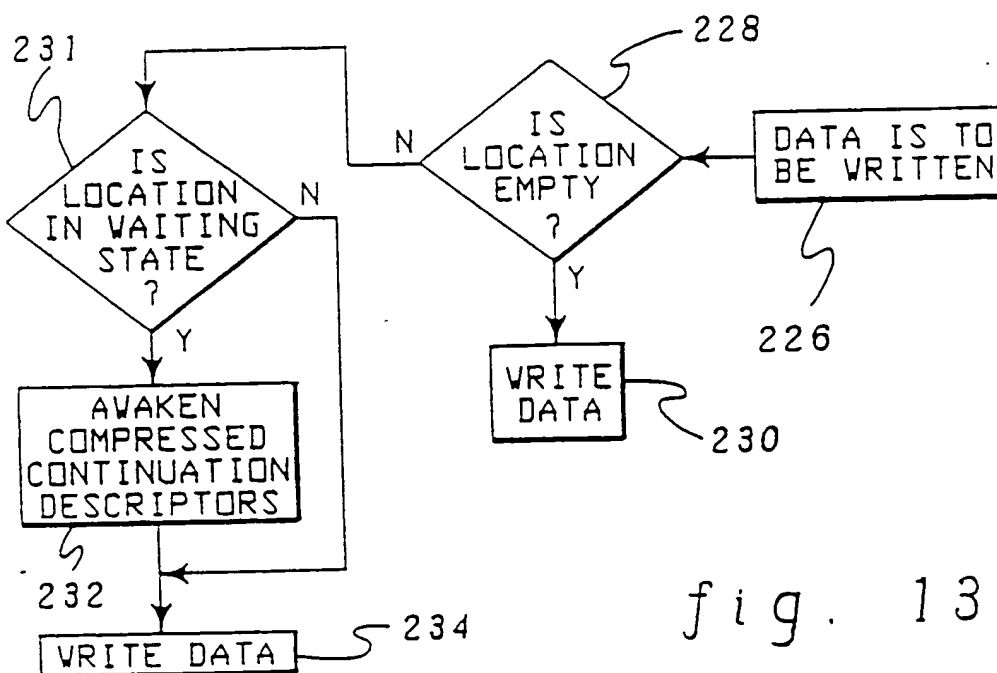 231
228
IS
LOCATION
IN WAITING
STATE
?
N
Y
N
IS
LOCATION
EMPTY
?
Y
DATA IS TO
BE WRITTEN
226
WRITE
DATA
230
AWAKEN
COMPRESSED
CONTINUATION
DESCRIPTORS
232
WRITE DATA
234
fig. 13